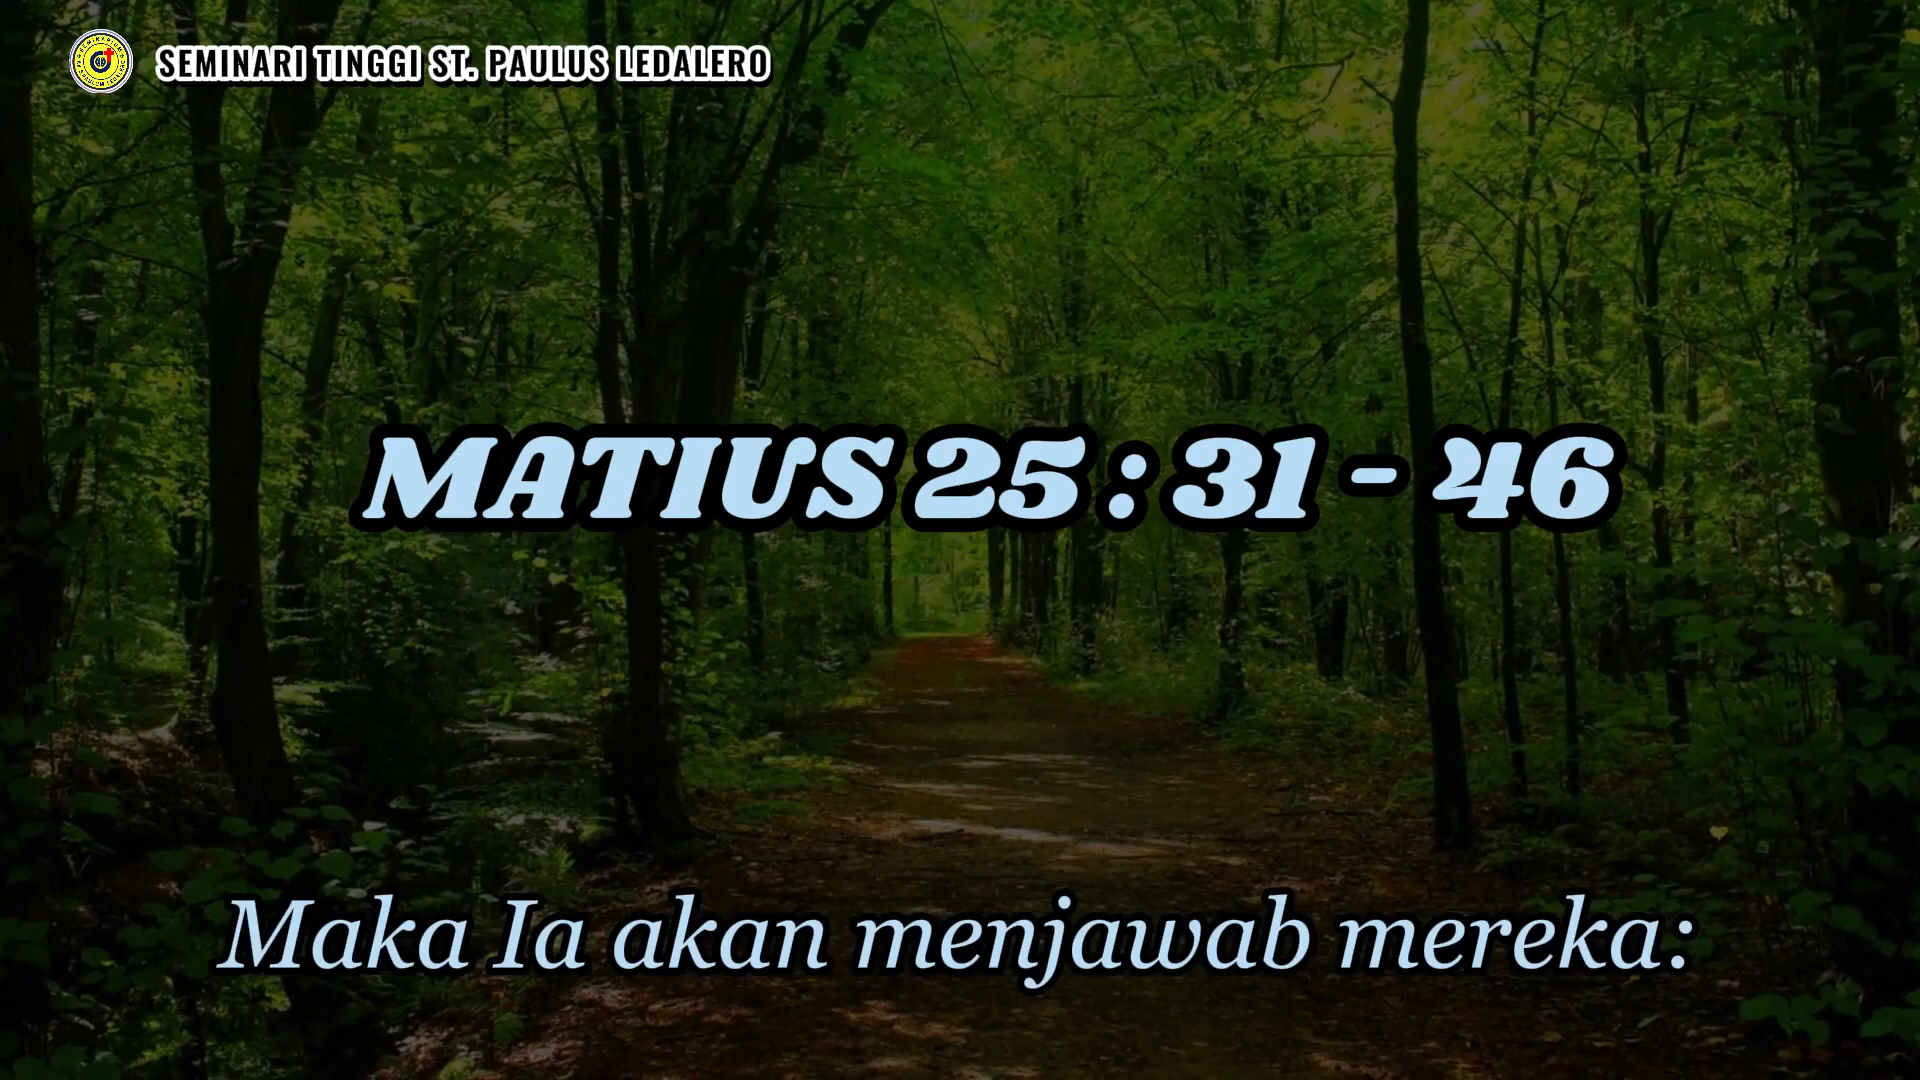 SEMINARI TINGGI ST. PAULUS LEDALERO
MATIUS 25 : 31 - 46
Maka Ia akan menjawab mereka: